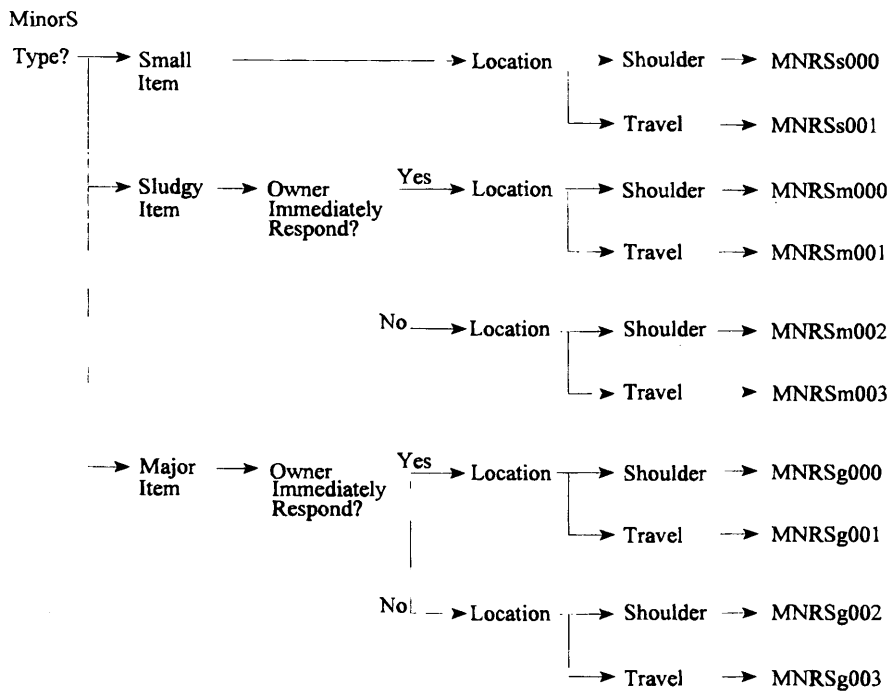 MinorS
Type?
Small
Item
Location
Shoulder
MNRSs000
Travel
MNRSs001
Sludgy
Item
Owner
Immediately
Respond?
Yes
Location
Shoulder
MNRSm000
Travel
MNRSm001
No
Location
Shoulder
MNRSm002
Travel
MNRSm003
Major
Item
Owner
Immediately
Respond?
Yes
Location
Shoulder
MNRSg000
Travel
MNRSg001
No
Location
Shoulder
MNRSg002
Travel
MNRSg003